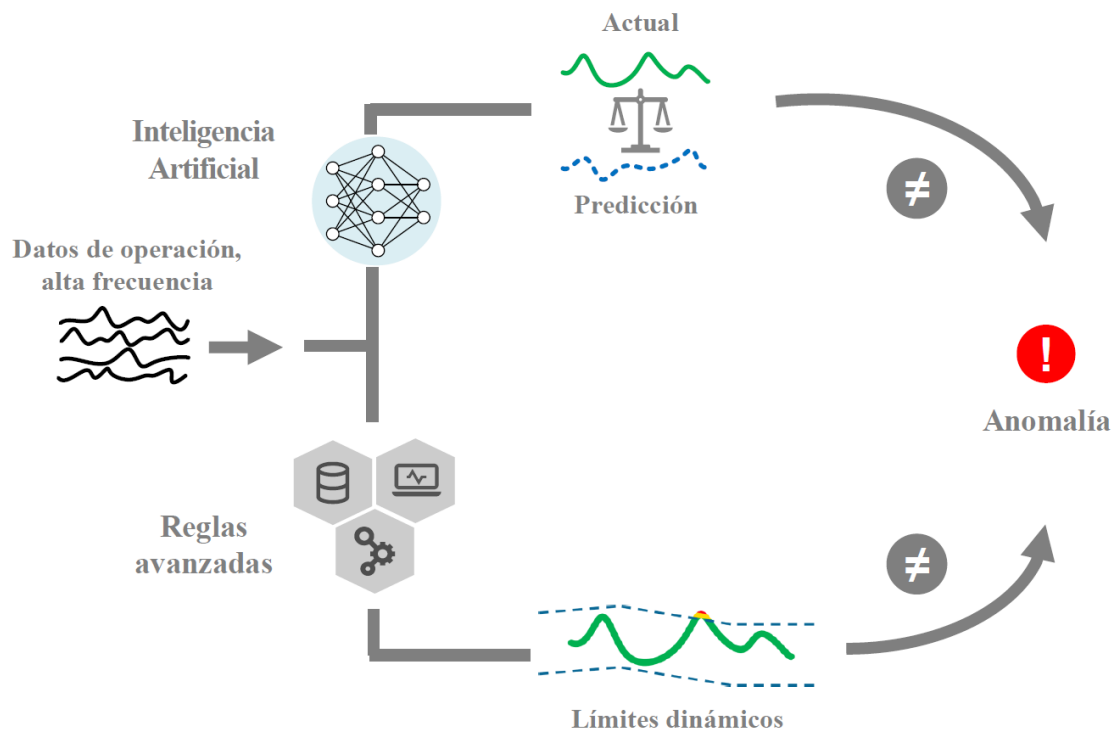 Actual
Inteligencia
Artificial
Predicción
≠
Datos de operación,
alta frecuencia
!
Anomalía
Reglas
avanzadas
≠
Límites dinámicos